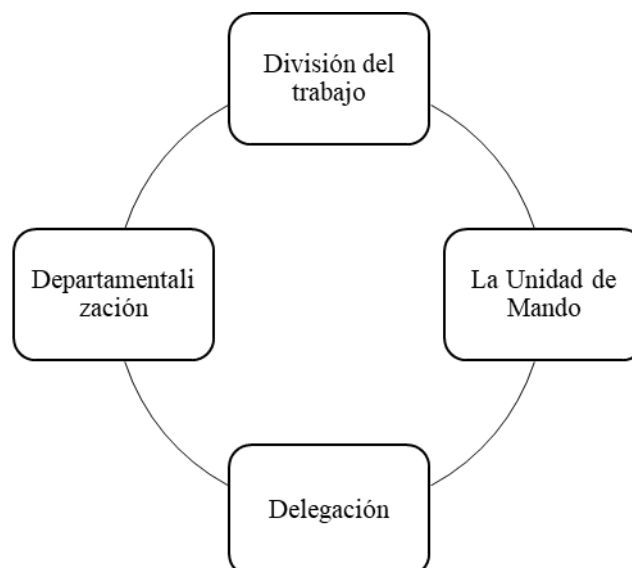 División del
trabajo
Departamentali
zación
La Unidad de
Mando
Delegación